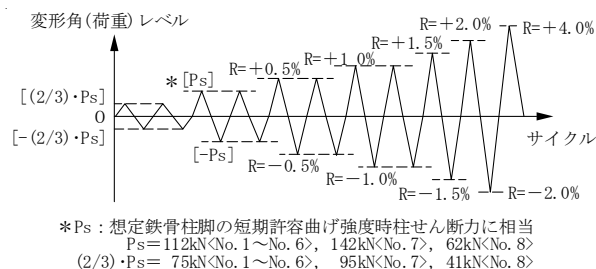 変形角(荷重)レベル
R=+2.0%
R=+4.0%
R=+1.5%
R=+1.0%
R=+0.5%
*[Ps]
[(2/3)･Ps]
0
[-(2/3)･Ps]
サイクル
[-Ps]
R=-0.5%
R=-1.0%
R=-1.5%
R=-2.0%
*Ps：想定鉄骨柱脚の短期許容曲げ強度時柱せん断力に相当
Ps=112kN<No.1～No.6>, 142kN<No.7>, 62kN<No.8>
(2/3)･Ps= 75kN<No.1～No.6>, 95kN<No.7>, 41kN<No.8>